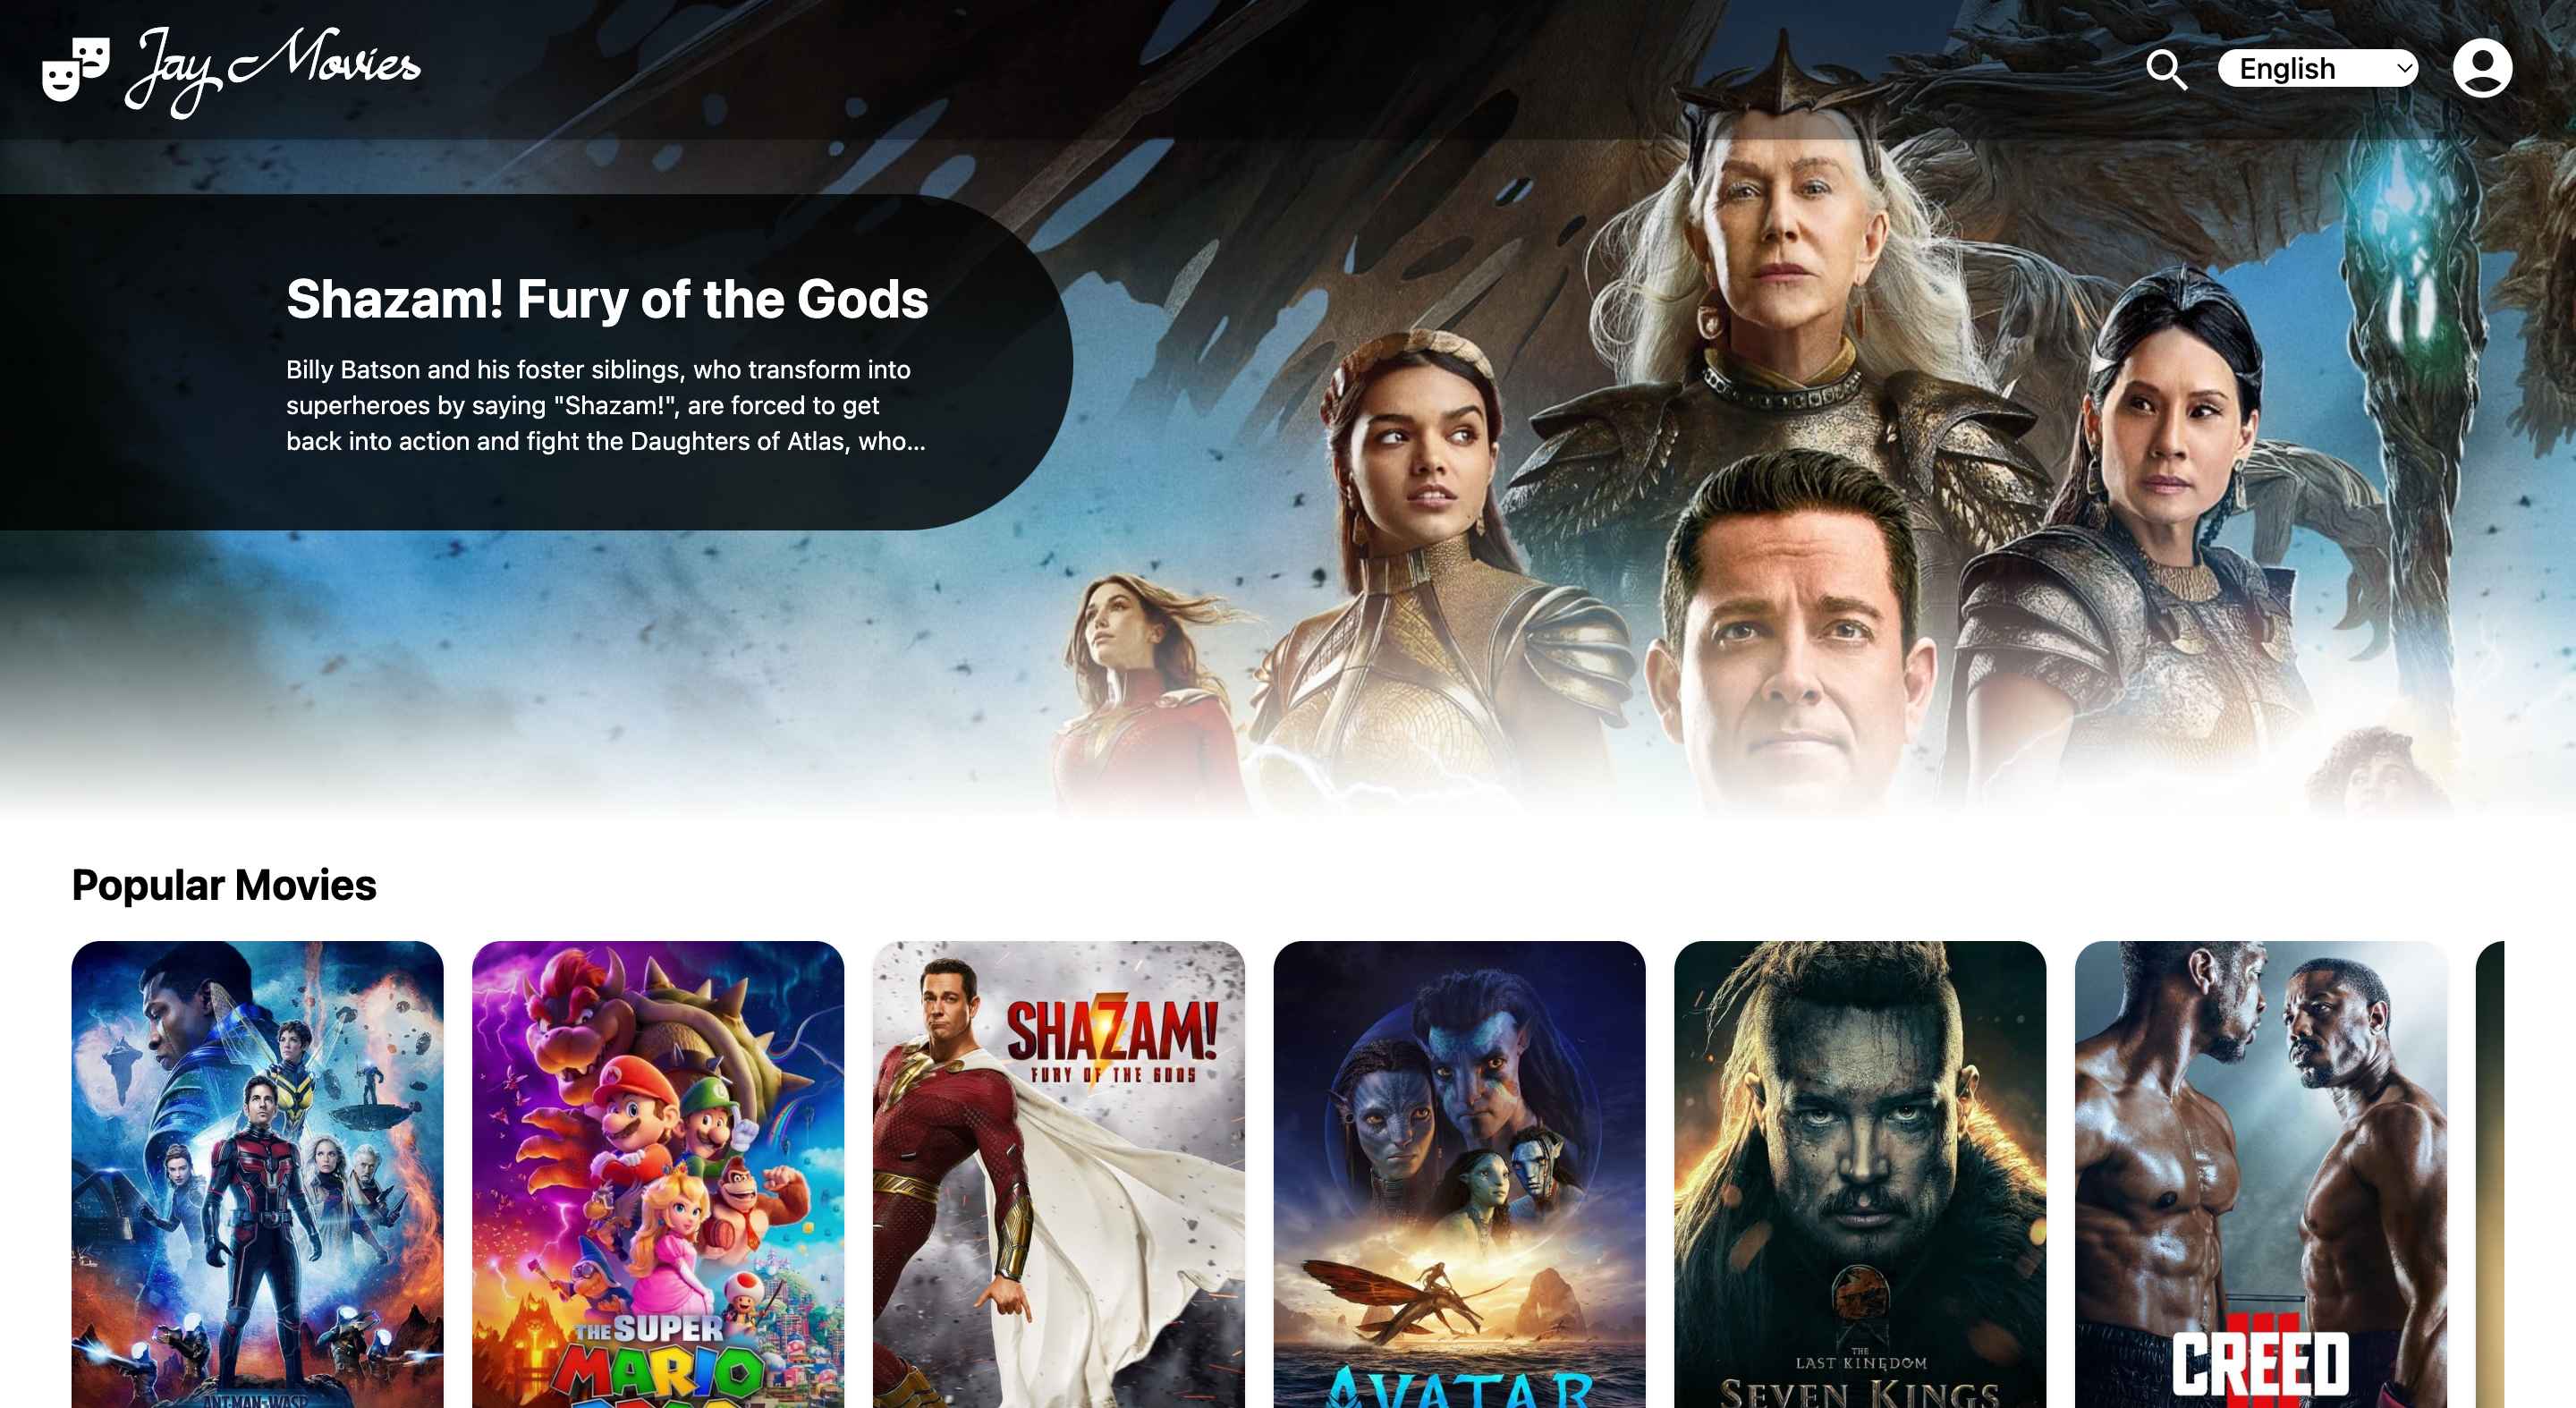 Jay Movies
English
Shazam! Fury of the Gods
Billy Batson and his foster siblings, who transform into
superheroes by saying "Shazam!", are forced to get
back into action and fight the Daughters of Atlas, who...
Popular Movies
ANT-MAN AND THE WASP
THE SUPER
MARIO
BROS
SHAZAM!
FURY OF THE GODS
AVATAR
THE
LAST KINGDOM
SEVEN KINGS
CREED
III